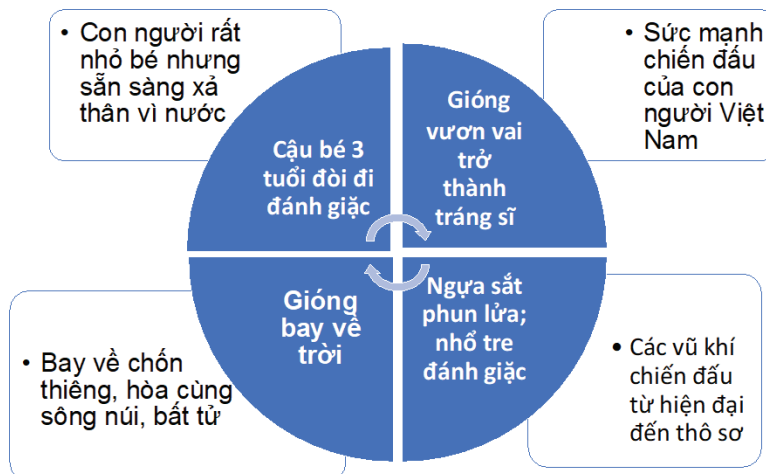 • Con người rất
nhỏ bé nhưng
sẵn sàng xả
thân vì nước
Cậu bé 3
tuổi đòi đi
đánh giặc
Gióng
vươn vai
trở
thành
tráng sĩ
• Sức mạnh
chiến đấu
của con
người Việt
Nam
Gióng
bay về
trời
• Bay về chốn
thiêng, hòa cùng
sông núi, bất tử
Ngựa sắt
phun lửa;
nhổ tre
đánh giặc
• Các vũ khí
chiến đấu
từ hiện đại
đến thô sơ